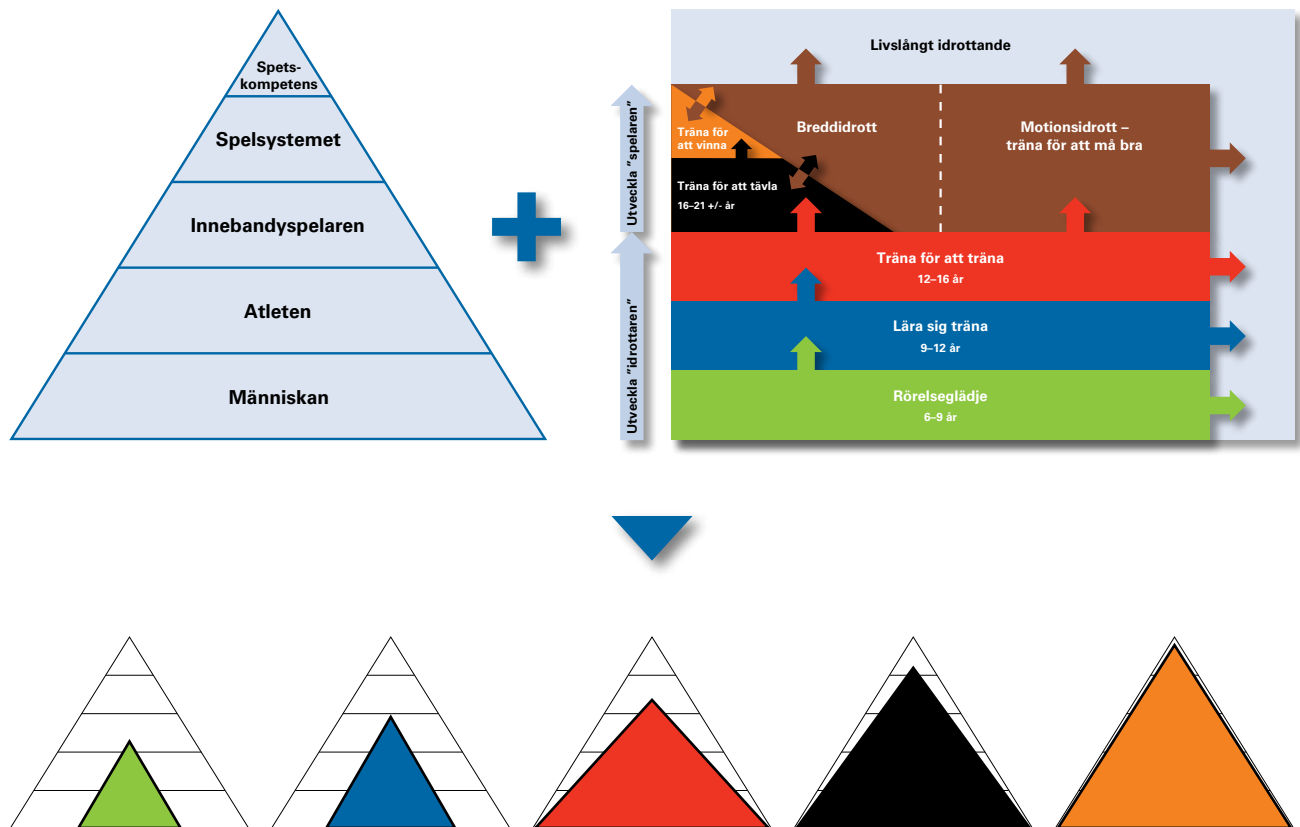 Spets-
kompetens
Spelsystemet
Innebandyspelaren
Atleten
Människan
Utveckla ”spelaren”
Utveckla ”idrottaren”
Livslångt idrottande
Träna för
att vinna
Breddidrott
Motionsidrott –
träna för att må bra
Träna för att tävla
16–21 +/- år
Träna för att träna
12–16 år
Lära sig träna
9–12 år
Rörelseglädje
6–9 år